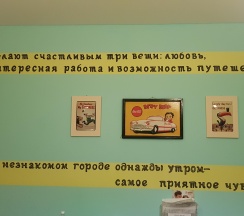 лают счастливым три вещи: любовь,
тересная работа и возможность путеше
незнакомом городе однажды утром—
самое приятное чув